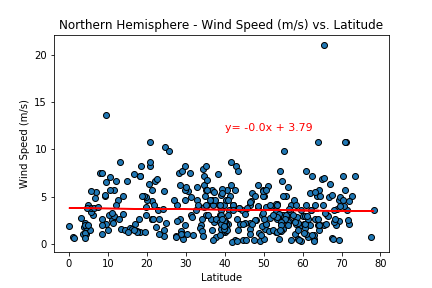 Northern Hemisphere - Wind Speed (m/s) vs. Latitude
20
15
10
5
0
Wind Speed (m/s)
y= -0.0x + 3.79
0 10 20 30 40 50 60 70 80
Latitude